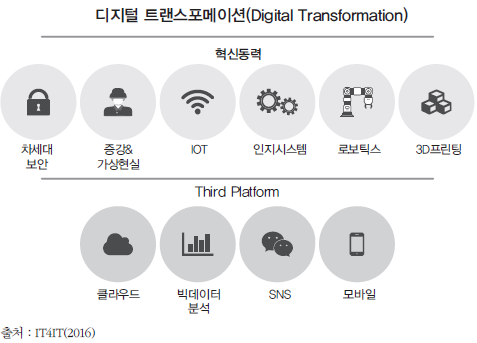 디지털 트랜스포메이션(Digital Transformation)
혁신동력
차세대
보안
증강&
가상현실
IOT
인지시스템
로보틱스
3D프린팅
Third Platform
클라우드
빅데이터
분석
SNS
모바일
출처 : IT4IT(2016)